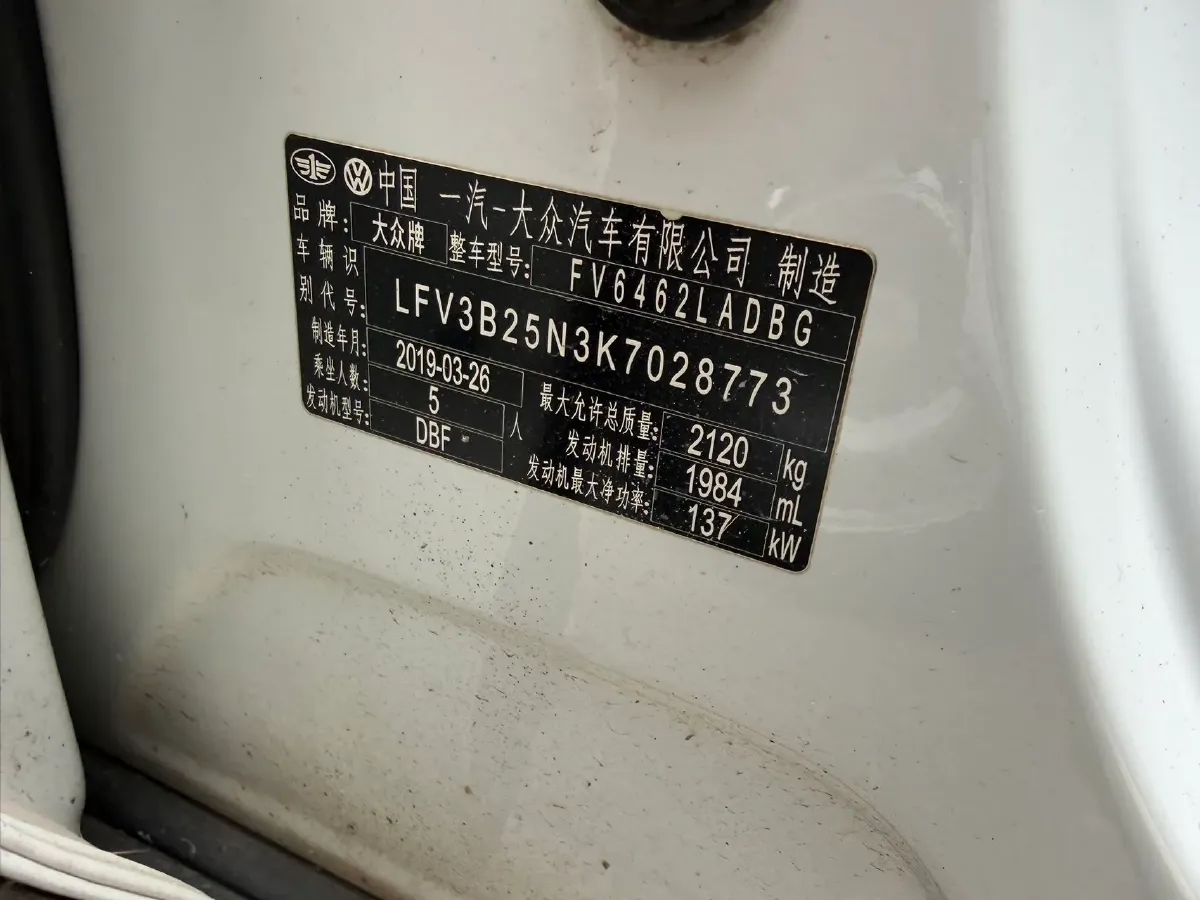 中国 一汽-大众汽车有限公司 制造
品牌: 大众牌 整车型号: FV6462LADBG
车辆识别代号: LFV3B25N3K7028773
制造年月: 2019-03-26
乘坐人数: 5 人 最大允许总质量: 2120 kg
发动机型号: DBF 发动机排量: 1984 mL
发动机最大净功率: 137 kW